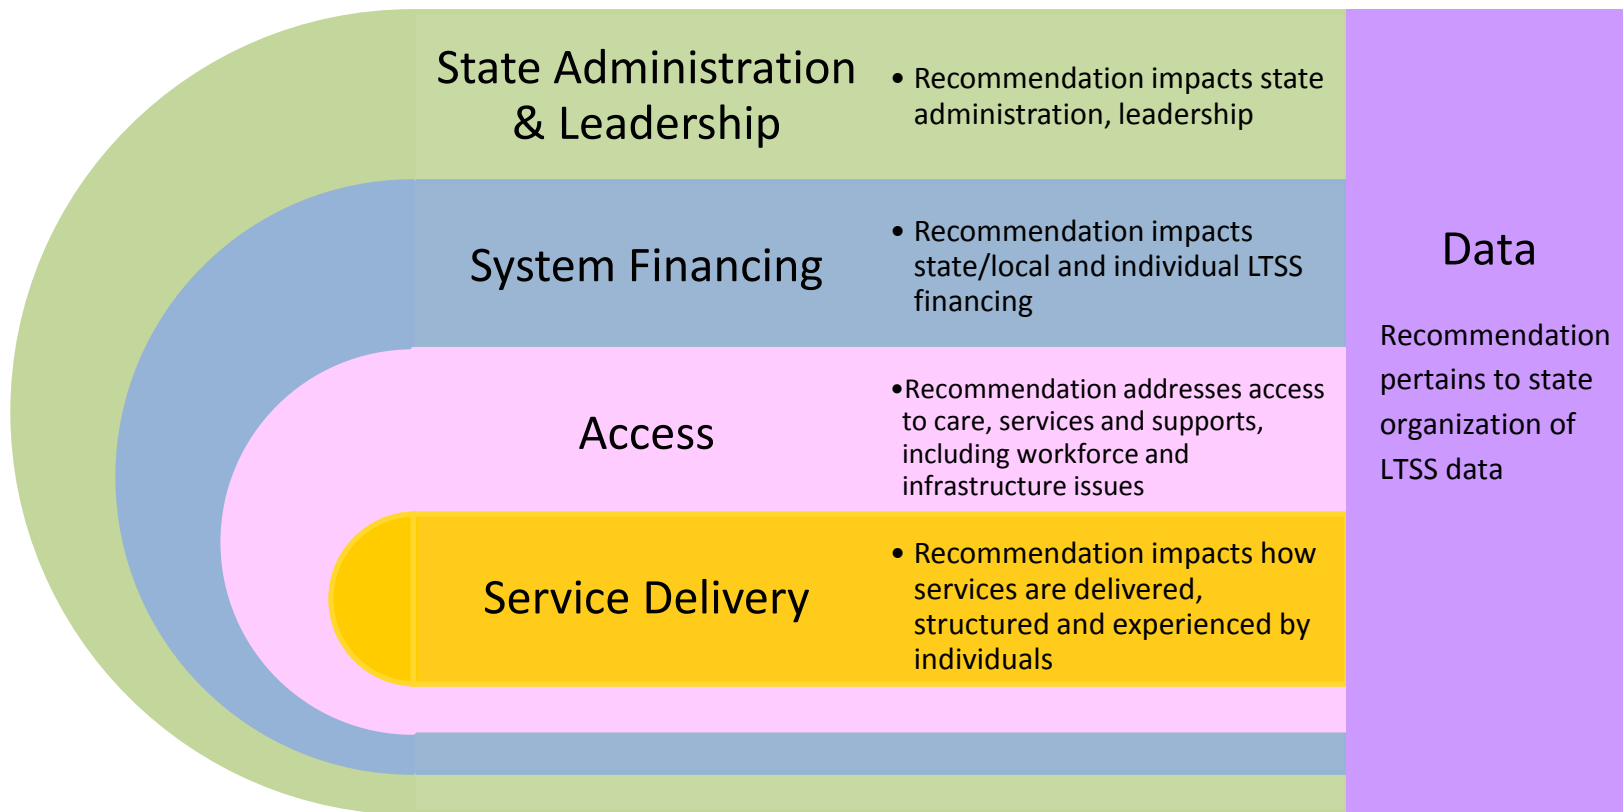 State Administration
& Leadership
• Recommendation impacts state
administration, leadership
System Financing
• Recommendation impacts
state/local and individual LTSS
financing
Access
•Recommendation addresses access
to care, services and supports,
including workforce and
infrastructure issues
Service Delivery
• Recommendation impacts how
services are delivered,
structured and experienced by
individuals
Data
Recommendation
pertains to state
organization of
LTSS data